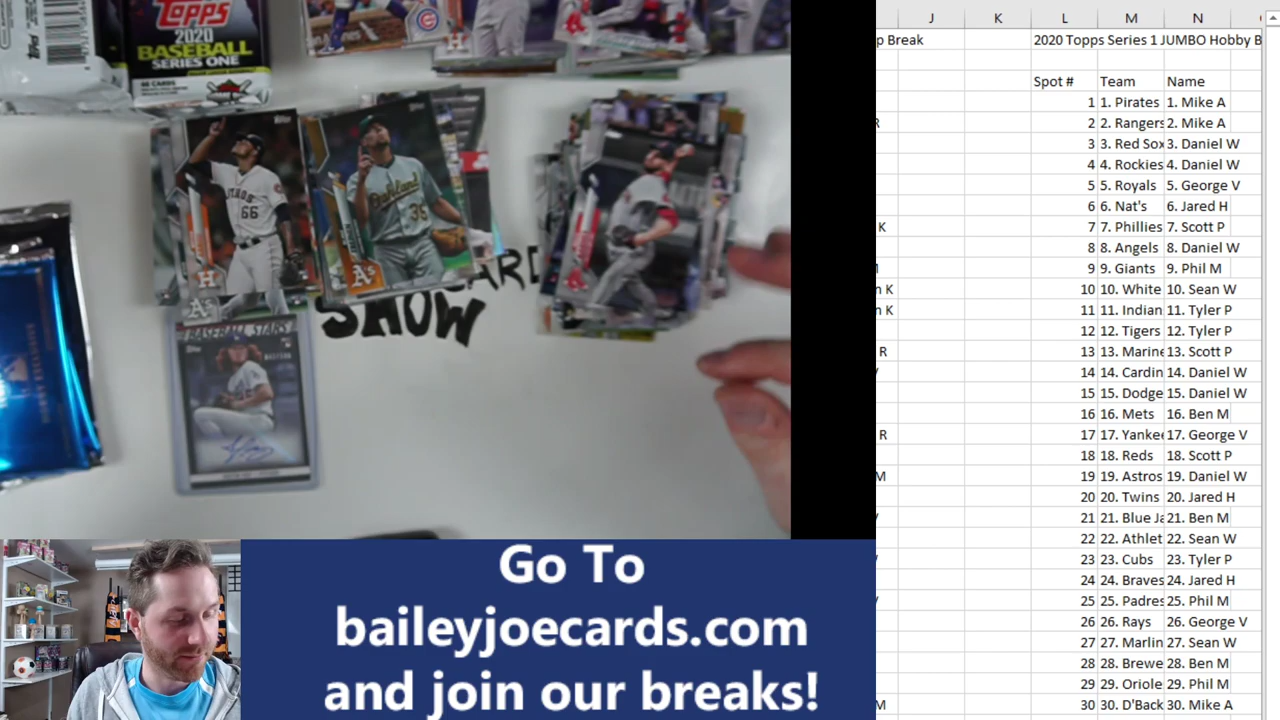 Topps
2020
BASEBALL
SERIES ONE
Topps
66
Oakland
35
A's
A's
H
H
CARD
SHOW
BASEBALL STARS
Go To
baileyjoecards.com
and join our breaks!
J K L M N
p Break 2020 Topps Series 1 JUMBO Hobby B
Spot # Team Name
1 1. Pirates 1. Mike A
R 2 2. Rangers 2. Mike A
3 3. Red Sox 3. Daniel W
4 4. Rockies 4. Daniel W
5 5. Royals 5. George V
6 6. Nat's 6. Jared H
K 7 7. Phillies 7. Scott P
8 8. Angels 8. Daniel W
9 9. Giants 9. Phil M
n K 10 10. White 10. Sean W
n K 11 11. Indian 11. Tyler P
12 12. Tigers 12. Tyler P
R 13 13. Marine 13. Scott P
14 14. Cardin 14. Daniel W
15 15. Dodge 15. Daniel W
16 16. Mets 16. Ben M
R 17 17. Yankee 17. George V
18 18. Reds 18. Scott P
M 19 19. Astros 19. Daniel W
20 20. Twins 20. Jared H
21 21. Blue Ja 21. Ben M
22 22. Athlet 22. Sean W
23 23. Cubs 23. Tyler P
24 24. Braves 24. Jared H
25 25. Padres 25. Phil M
26 26. Rays 26. George V
27 27. Marlin 27. Sean W
28 28. Brewe 28. Ben M
29 29. Oriole 29. Phil M
M 30 30. D'Back 30. Mike A